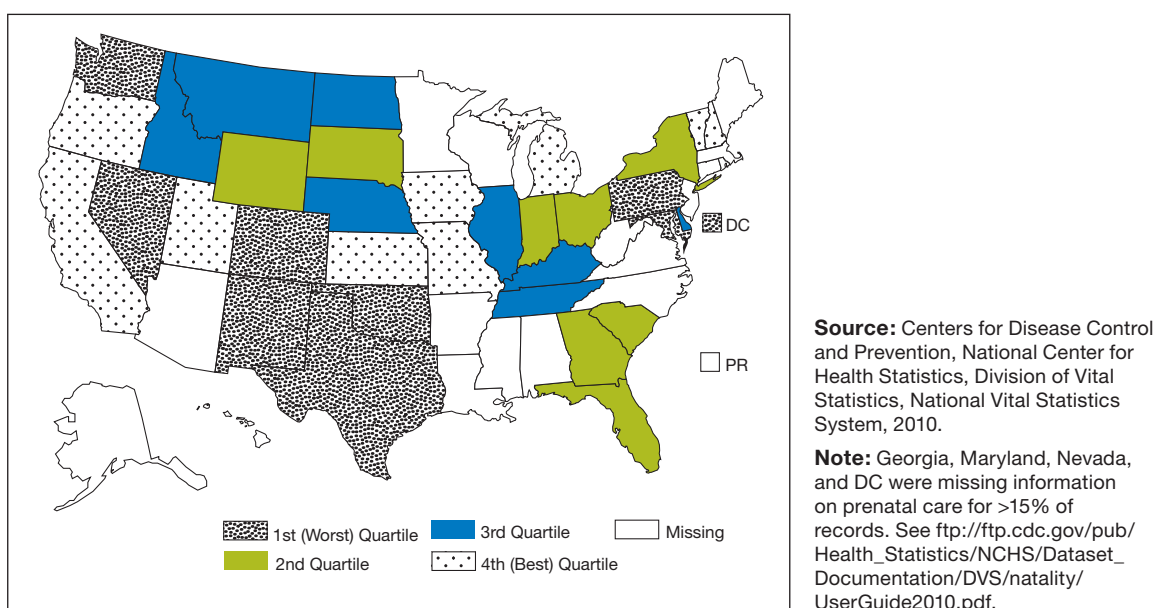 DC
PR
1st (Worst) Quartile
3rd Quartile
Missing
2nd Quartile
4th (Best) Quartile
Source: Centers for Disease Control
and Prevention, National Center for
Health Statistics, Division of Vital
Statistics, National Vital Statistics
System, 2010.
Note: Georgia, Maryland, Nevada,
and DC were missing information
on prenatal care for >15% of
records. See ftp://ftp.cdc.gov/pub/
Health_Statistics/NCHS/Dataset_
Documentation/DVS/natality/
UserGuide2010.pdf.